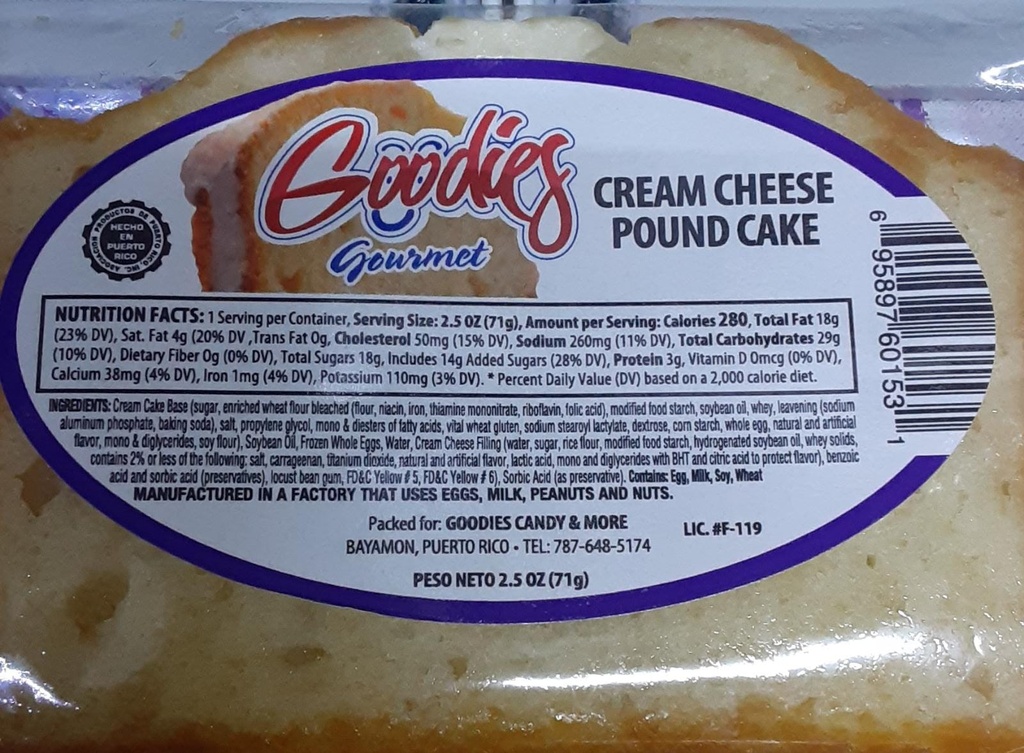 Goodies
Gourmet
CREAM CHEESE
POUND CAKE
PRODUCTOS DE PUERTO RICO, INC.
HECHO
EN
PUERTO
RICO
NUTRITION FACTS: 1 Serving per Container, Serving Size: 2.5 OZ (71g), Amount per Serving: Calories 280, Total Fat 18g
(23% DV), Sat. Fat 4g (20% DV ,Trans Fat 0g, Cholesterol 50mg (15% DV), Sodium 260mg (11% DV), Total Carbohydrates 29g
(10% DV), Dietary Fiber 0g (0% DV), Total Sugars 18g, Includes 14g Added Sugars (28% DV), Protein 3g, Vitamin D 0mcg (0% DV),
Calcium 38mg (4% DV), Iron 1mg (4% DV), Potassium 110mg (3% DV). * Percent Daily Value (DV) based on a 2,000 calorie diet.
INGREDIENTS: Cream Cake Base (sugar, enriched wheat flour bleached (flour, niacin, iron, thiamine mononitrate, riboflavin, folic acid), modified food starch, soybean oil, whey, leavening (sodium
aluminum phosphate, baking soda), salt, propylene glycol, mono & diesters of fatty acids, vital wheat gluten, sodium stearoyl lactylate, dextrose, corn starch, whole egg, natural and artificial
flavor, mono & diglycerides, soy flour), Soybean Oil, Frozen Whole Eggs, Water, Cream Cheese Filling (water, sugar, rice flour, modified food starch, hydrogenated soybean oil, whey solids,
contains 2% or less of the following: salt, carrageenan, titanium dioxide, natural and artificial flavor, lactic acid, mono and diglycerides with BHT and citric acid to protect flavor), benzoic
acid and sorbic acid (preservatives), locust bean gum, FD&C Yellow # 5, FD&C Yellow # 6), Sorbic Acid (as preservative). Contains: Egg, Milk, Soy, Wheat
MANUFACTURED IN A FACTORY THAT USES EGGS, MILK, PEANUTS AND NUTS.
Packed for: GOODIES CANDY & MORE
BAYAMON, PUERTO RICO • TEL: 787-648-5174
LIC. #F-119
PESO NETO 2.5 OZ (71g)
6 95897 60153 1